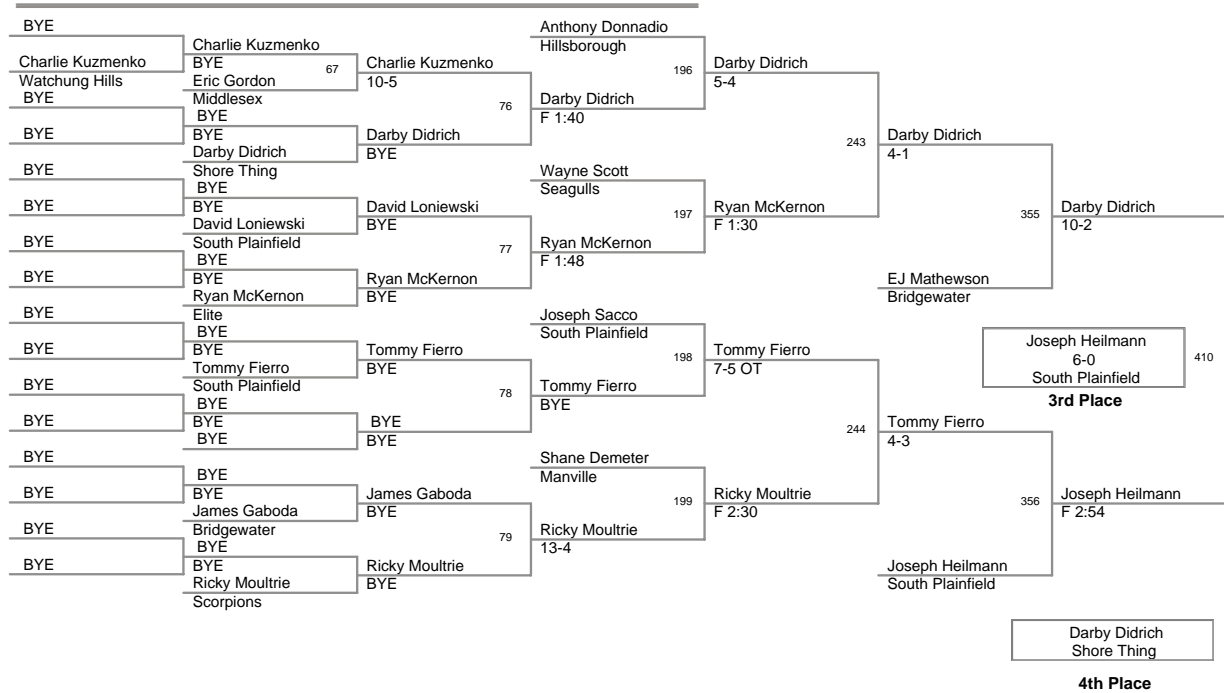 BYE
Charlie Kuzmenko
Watchung Hills
BYE
BYE
BYE
BYE
BYE
BYE
BYE
BYE
BYE
BYE
BYE
BYE
BYE
BYE
Charlie Kuzmenko
BYE
67
Eric Gordon
Middlesex
BYE
BYE
Darby Didrich
Shore Thing
BYE
BYE
David Loniewski
South Plainfield
BYE
BYE
Ryan McKernon
Elite
BYE
BYE
Tommy Fierro
South Plainfield
BYE
BYE
BYE
BYE
BYE
James Gaboda
Bridgewater
BYE
BYE
Ricky Moultrie
Scorpions
Charlie Kuzmenko
10-5
76
Darby Didrich
BYE
David Loniewski
BYE
77
Ryan McKernon
BYE
Tommy Fierro
BYE
78
BYE
BYE
James Gaboda
BYE
79
Ricky Moultrie
BYE
Anthony Donnadio
Hillsborough
196
Darby Didrich
F 1:40
Wayne Scott
Seagulls
197
Ryan McKernon
F 1:48
Joseph Sacco
South Plainfield
198
Tommy Fierro
BYE
Shane Demeter
Manville
199
Ricky Moultrie
13-4
Darby Didrich
5-4
243
Ryan McKernon
F 1:30
Tommy Fierro
7-5 OT
244
Ricky Moultrie
F 2:30
Darby Didrich
4-1
355
EJ Mathewson
Bridgewater
Tommy Fierro
4-3
356
Joseph Heilmann
South Plainfield
Darby Didrich
10-2
Joseph Heilmann
6-0
South Plainfield
410
3rd Place
Joseph Heilmann
F 2:54
Darby Didrich
Shore Thing
4th Place